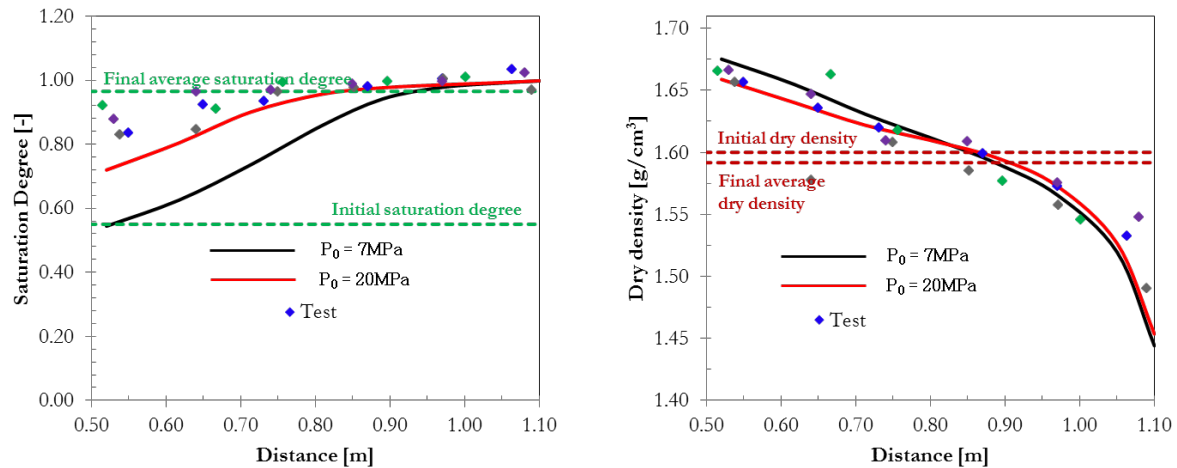 1.20
1.00
0.80
0.60
0.40
0.20
0.00
Saturation Degree [-]
Final average saturation degree
Initial saturation degree
P0 = 7MPa
P0 = 20MPa
Test
0.50 0.60 0.70 0.80 0.90 1.00 1.10
Distance [m]
1.70
1.65
1.60
1.55
1.50
1.45
1.40
Dry density [g/cm³]
Initial dry density
Final average
dry density
P0 = 7MPa
P0 = 20MPa
Test
0.50 0.60 0.70 0.80 0.90 1.00 1.10
Distance [m]